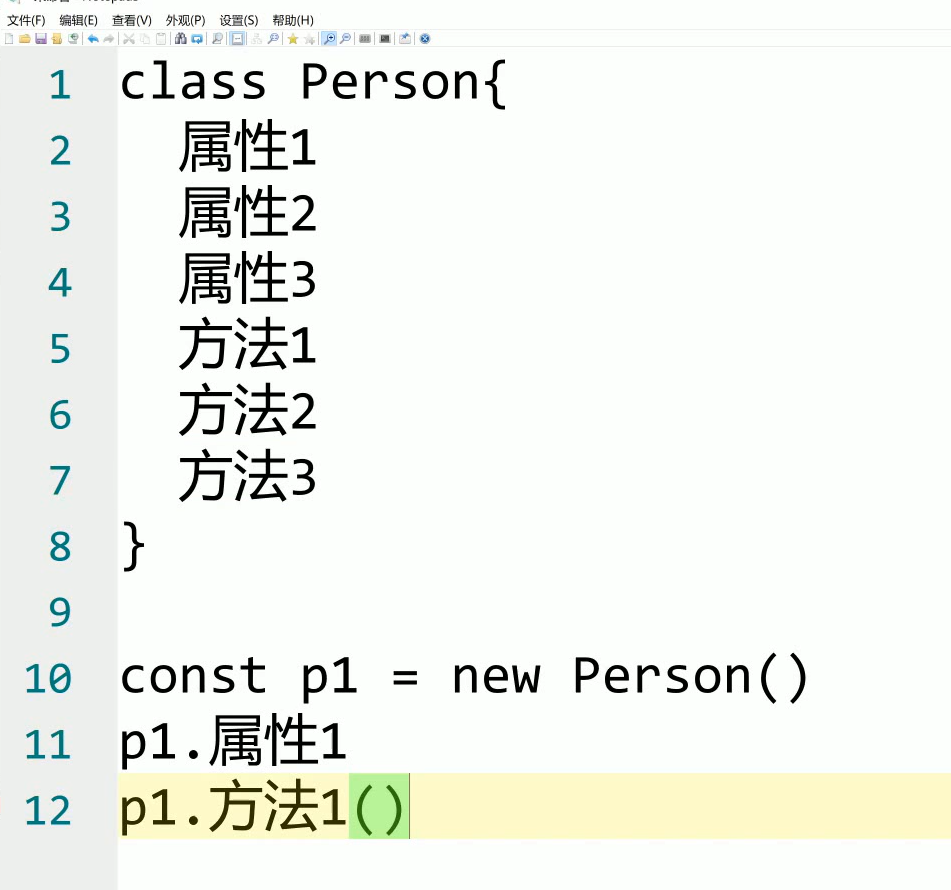 文件(F) 编辑(E) 查看(V) 外观(P) 设置(S) 帮助(H)
1 class Person{
2 属性1
3 属性2
4 属性3
5 方法1
6 方法2
7 方法3
8 }
9
10 const p1 = new Person()
11 p1.属性1
12 p1.方法1()